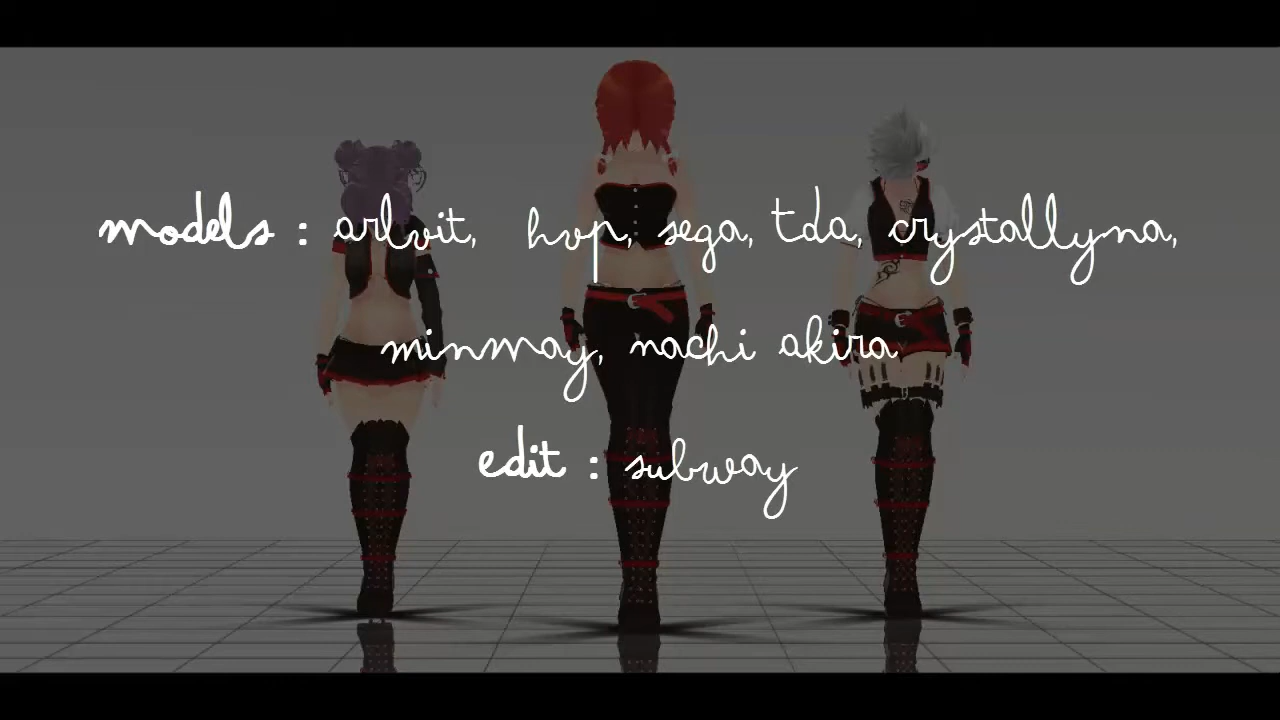 models : arlvit, hvp, sega, tda, crystallyna,
minmay, nachi akira
edit : subway